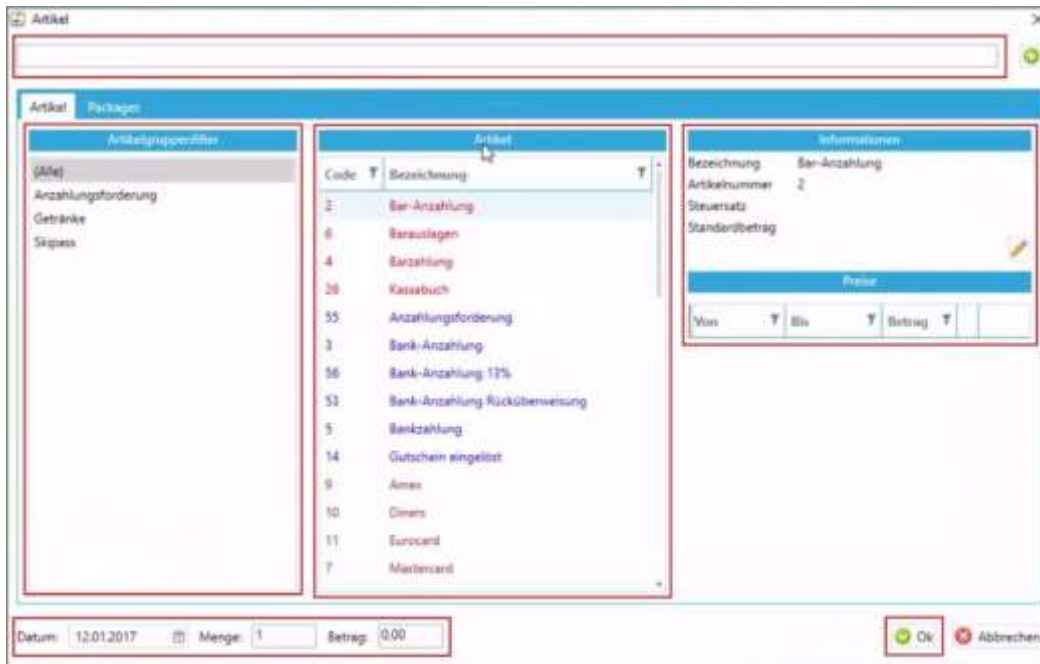 Artikel
Artikel Packages
Artikelgruppenfilter
(Alle)
Anzahlungsforderung
Getränke
Skipass
Artikel
Code Bezeichnung
2 Bar-Anzahlung
6 Barauslagen
4 Barzahlung
28 Kassabuch
55 Anzahlungsforderung
3 Bank-Anzahlung
56 Bank-Anzahlung 13%
53 Bank-Anzahlung Rücküberweisung
5 Bankzahlung
14 Gutschein eingelöst
9 Amex
10 Diners
11 Eurocard
7 Mastercard
Informationen
Bezeichnung Bar-Anzahlung
Artikelnummer 2
Steuersatz
Standardbetrag
Preise
Von Bis Betrag
Datum: 12.01.2017 Menge: 1 Betrag: 0.00
Ok Abbrechen